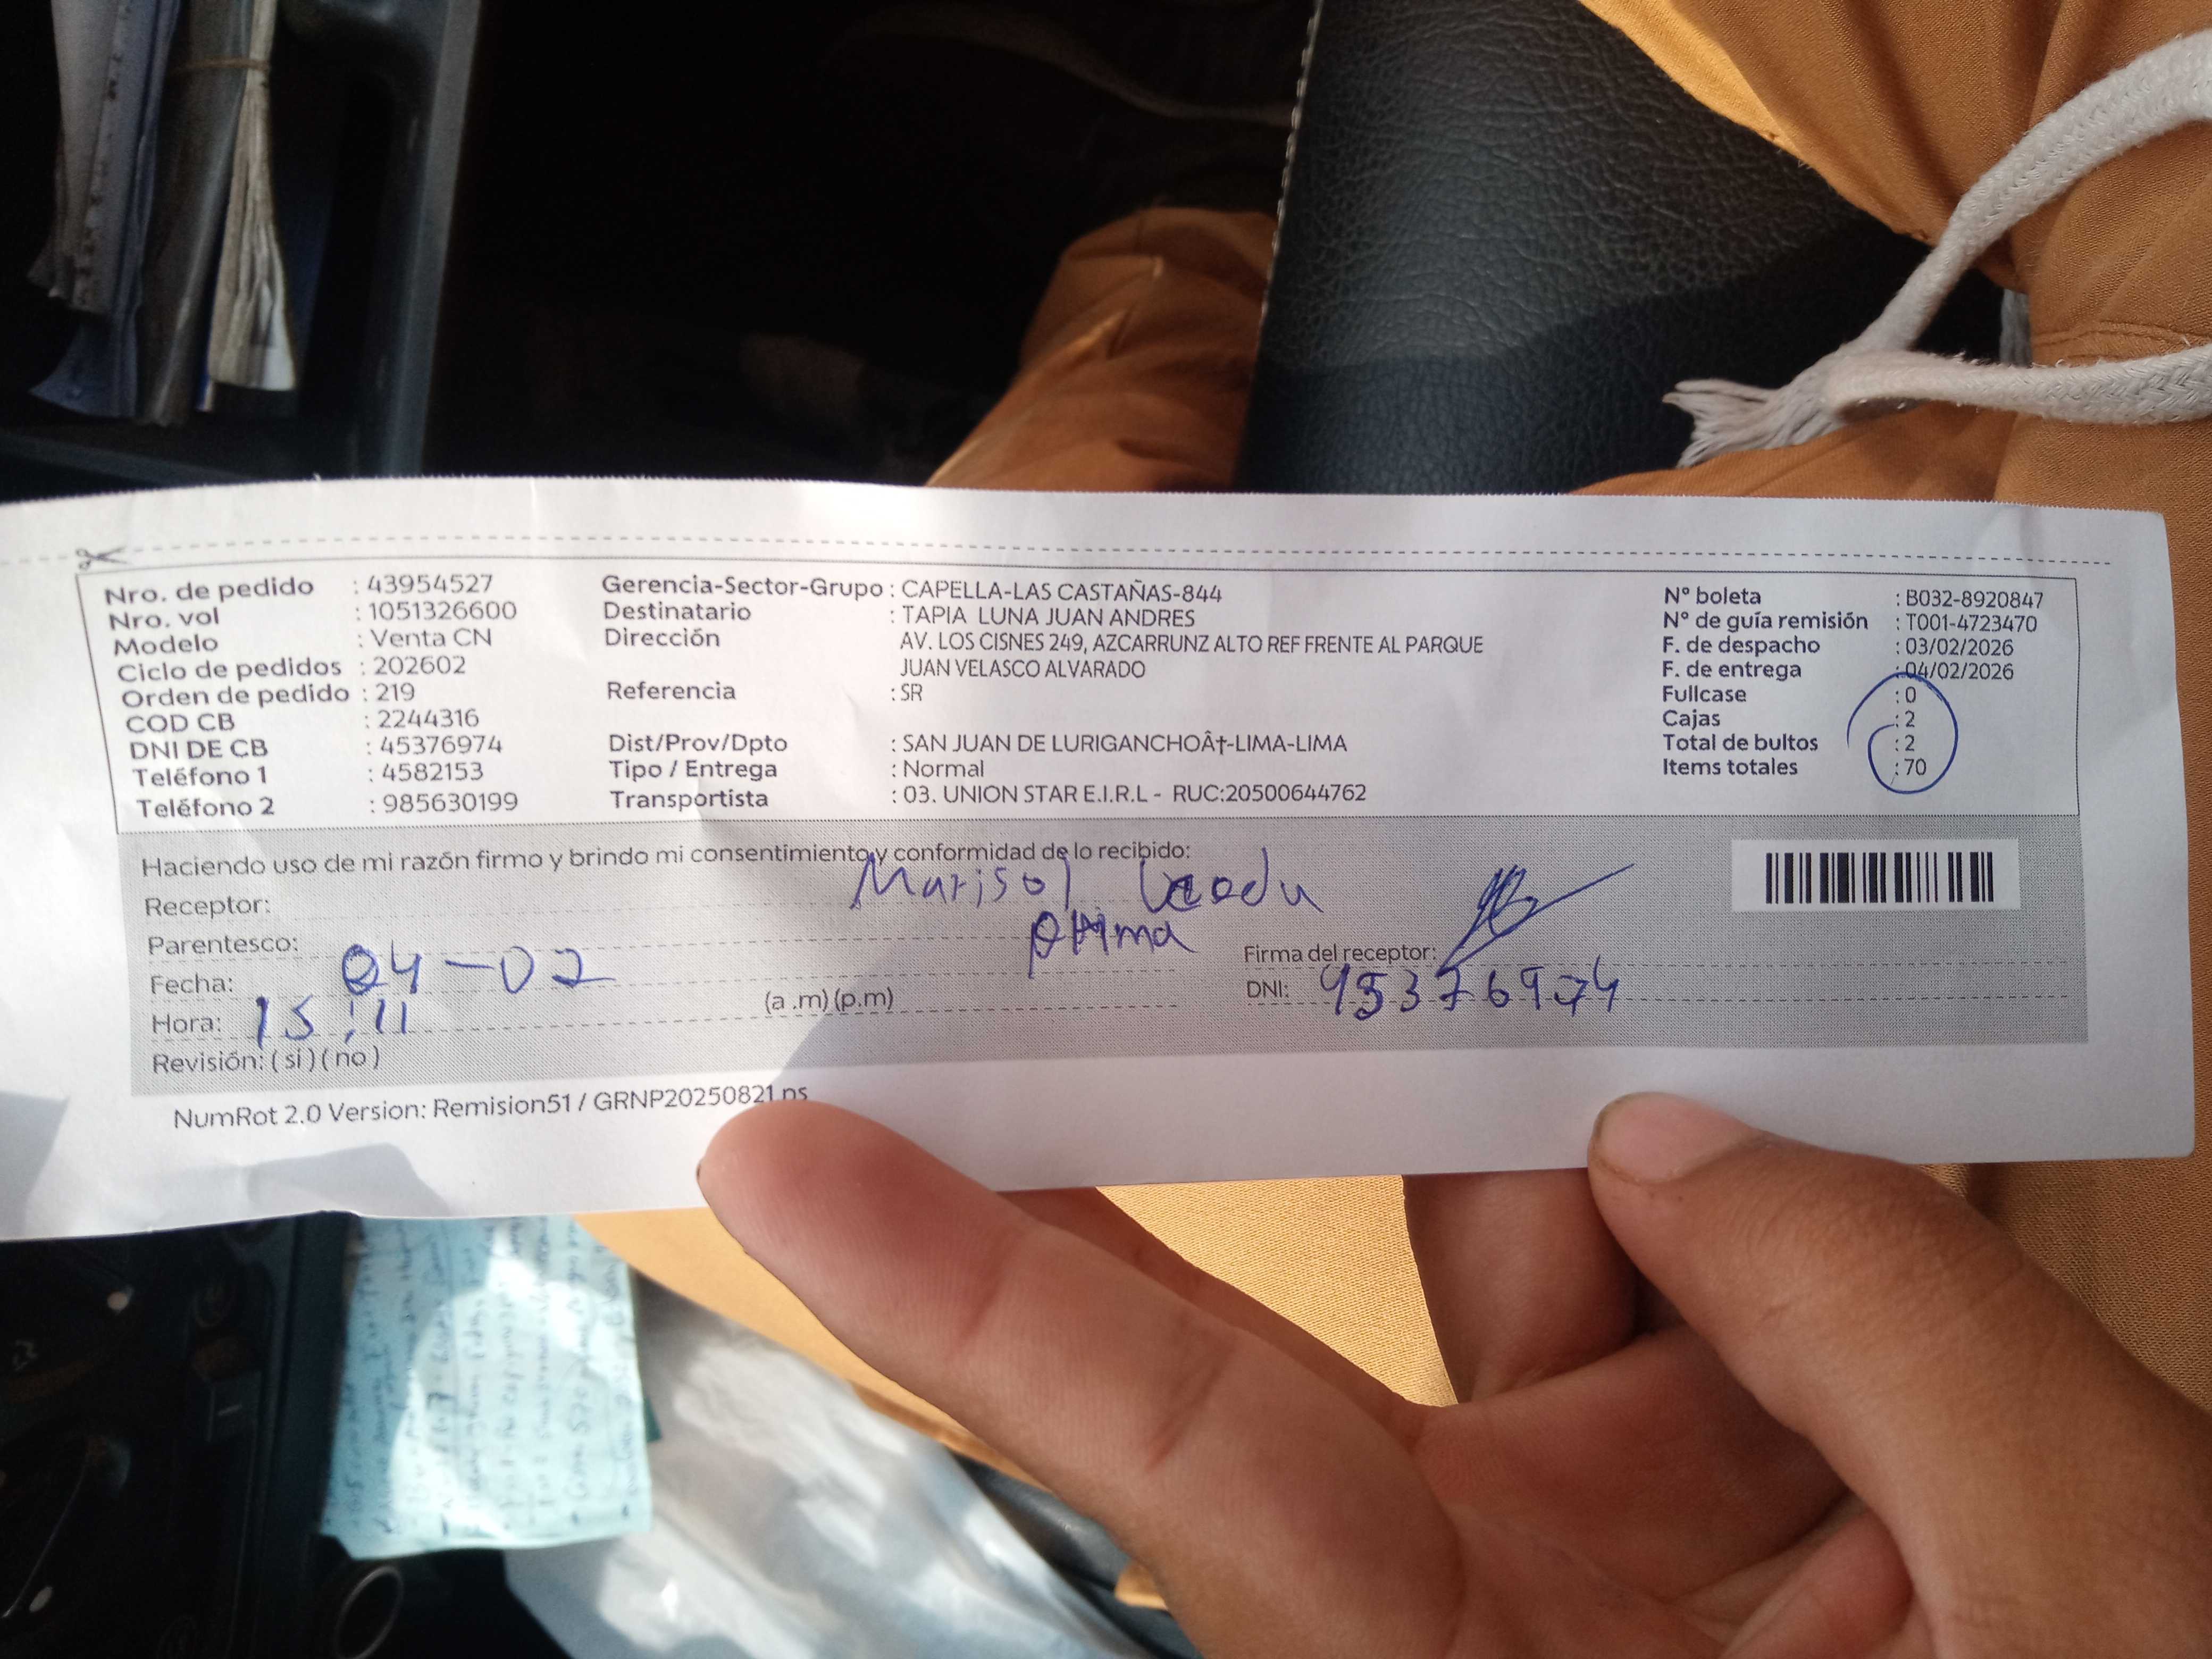 Nro. de pedido : 43954527
Nro. vol : 1051326600
Modelo : Venta CN
Ciclo de pedidos : 202602
Orden de pedido : 219
COD CB : 2244316
DNI DE CB : 45376974
Teléfono 1 : 4582153
Teléfono 2 : 985630199
Gerencia-Sector-Grupo : CAPELLA-LAS CASTAÑAS-844
Destinatario : TAPIA LUNA JUAN ANDRES
Dirección AV. LOS CISNES 249, AZCARRUNZ ALTO REF FRENTE AL PARQUE
JUAN VELASCO ALVARADO
Referencia : SR
Dist/Prov/Dpto : SAN JUAN DE LURIGANCHOÂ†-LIMA-LIMA
Tipo / Entrega : Normal
Transportista : 03. UNION STAR E.I.R.L - RUC:20500644762
N° boleta : B032-8920847
N° de guía remisión : T001-4723470
F. de despacho : 03/02/2026
F. de entrega : 04/02/2026
Fullcase : 0
Cajas : 2
Total de bultos : 2
Items totales : 70
Haciendo uso de mi razón firmo y brindo mi consentimiento y conformidad de lo recibido:
Receptor: Marisol
Parentesco:
Fecha: 04-02
Hora: 15:11 (a.m) (p.m)
Revisión: ( si ) ( no )
Firma del receptor:
DNI: 45376974
NumRot 2.0 Version: Remision51 / GRNP20250821.ns